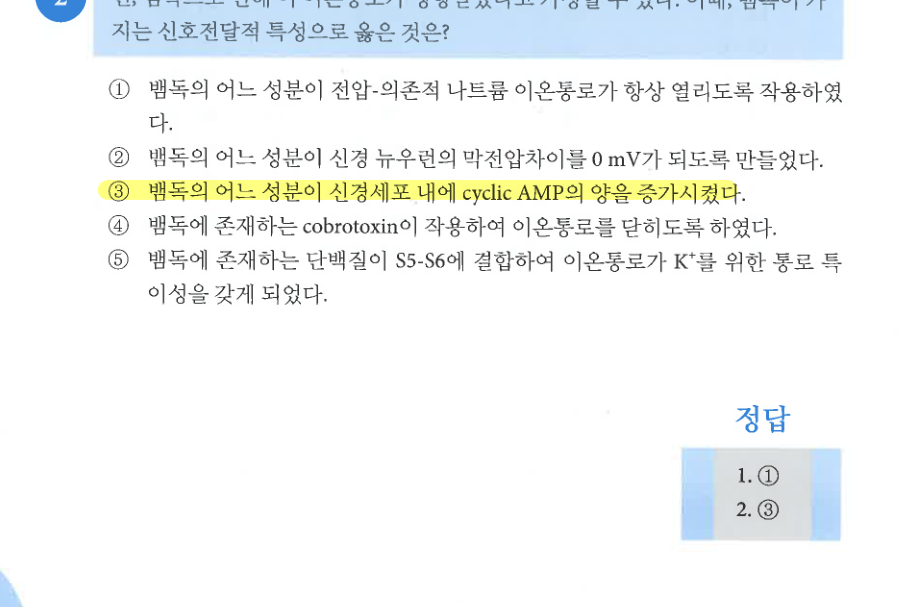 2
지는 신호전달적 특성으로 옳은 것은?
① 뱀독의 어느 성분이 전압-의존적 나트륨 이온통로가 항상 열리도록 작용하였
다.
② 뱀독의 어느 성분이 신경 뉴우런의 막전압차이를 0 mV가 되도록 만들었다.
③ 뱀독의 어느 성분이 신경세포 내에 cyclic AMP의 양을 증가시켰다.
④ 뱀독에 존재하는 cobrotoxin이 작용하여 이온통로를 닫히도록 하였다.
⑤ 뱀독에 존재하는 단백질이 S5-S6에 결합하여 이온통로가 K⁺를 위한 통로 특
이성을 갖게 되었다.
정답
1. ①
2. ③